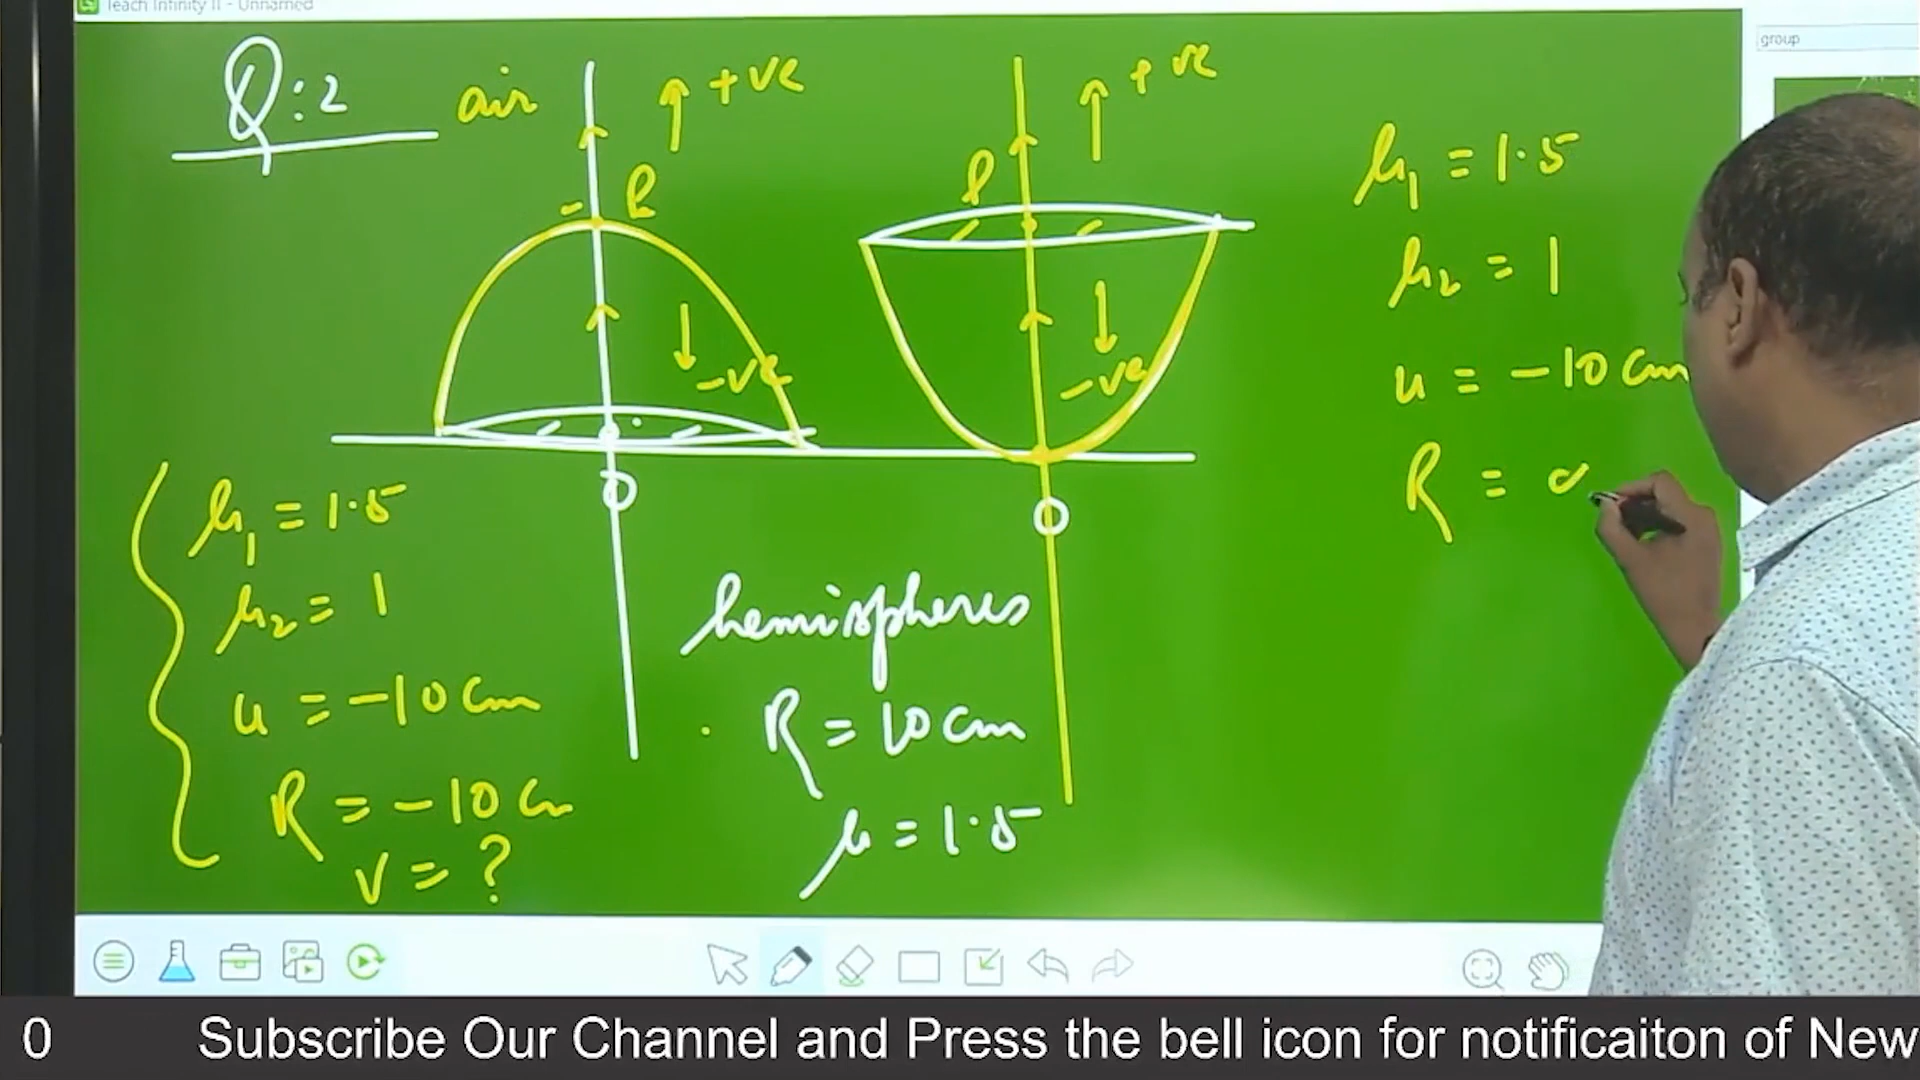 Teach Infinity II - Unnamed
group
Q:2
air
+ve
+ve
P
P
-ve
-ve
O
O
μ₁ = 1.5
μ₂ = 1
u = -10 cm
R = -10 cm
v = ?
hemispheres
R = 10 cm
μ = 1.5
μ₁ = 1.5
μ₂ = 1
u = -10 cm
R =
0 Subscribe Our Channel and Press the bell icon for notificaiton of New